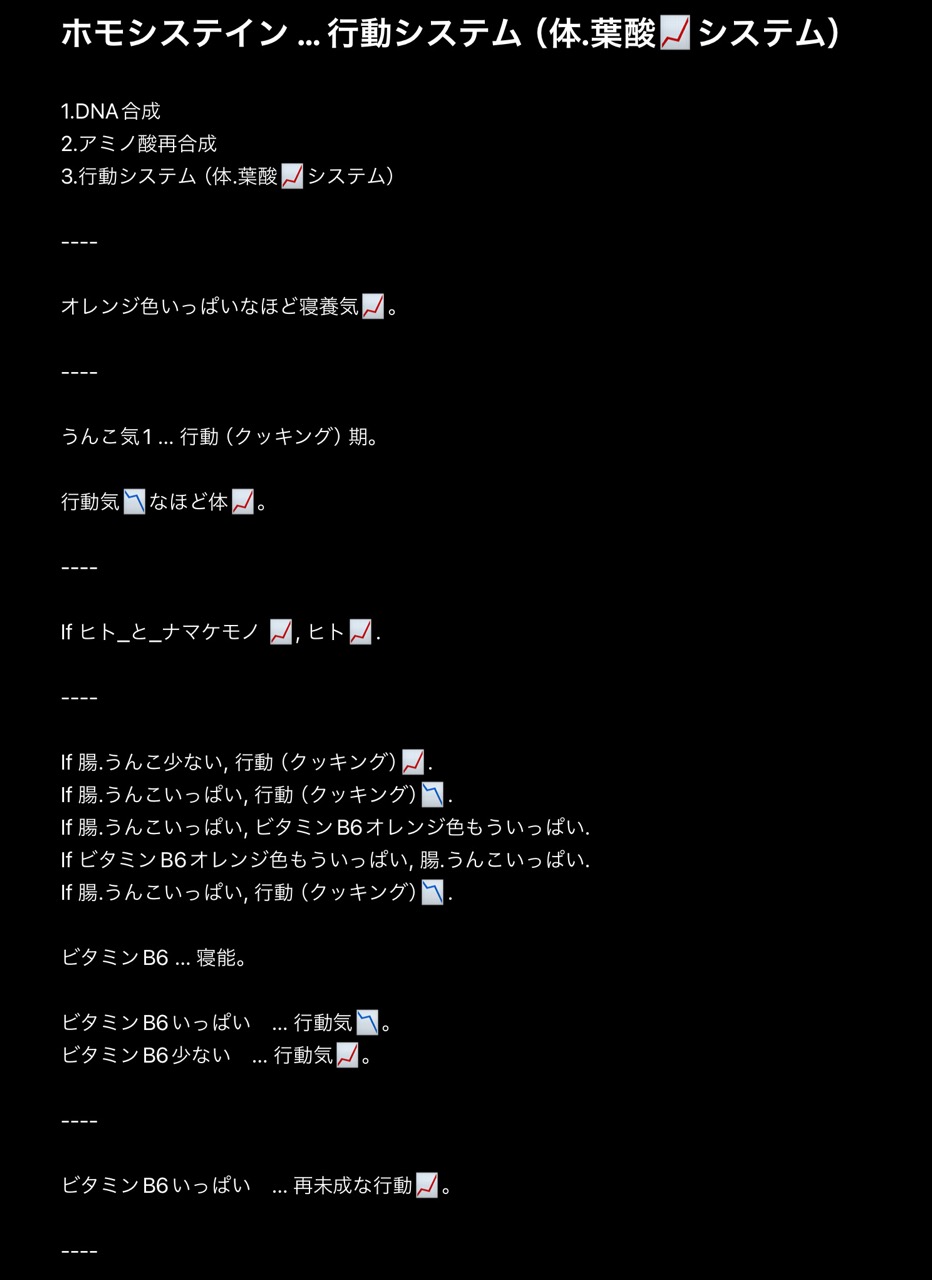 ホモシステイン ... 行動システム（体.葉酸📈システム）
1.DNA合成
2.アミノ酸再合成
3.行動システム（体.葉酸📈システム）
----
オレンジ色いっぱいなほど寝養気📈。
----
うんこ気1 ... 行動（クッキング）期。
行動気📉なほど体📈。
----
If ヒト_と_ナマケモノ 📈, ヒト📈.
----
If 腸.うんこ少ない, 行動（クッキング）📈.
If 腸.うんこいっぱい, 行動（クッキング）📉.
If 腸.うんこいっぱい, ビタミンB6オレンジ色もういっぱい.
If ビタミンB6オレンジ色もういっぱい, 腸.うんこいっぱい.
If 腸.うんこいっぱい, 行動（クッキング）📉.
ビタミンB6 ... 寝能。
ビタミンB6いっぱい　... 行動気📉。
ビタミンB6少ない　... 行動気📈。
----
ビタミンB6いっぱい　... 再未成な行動📈。
----